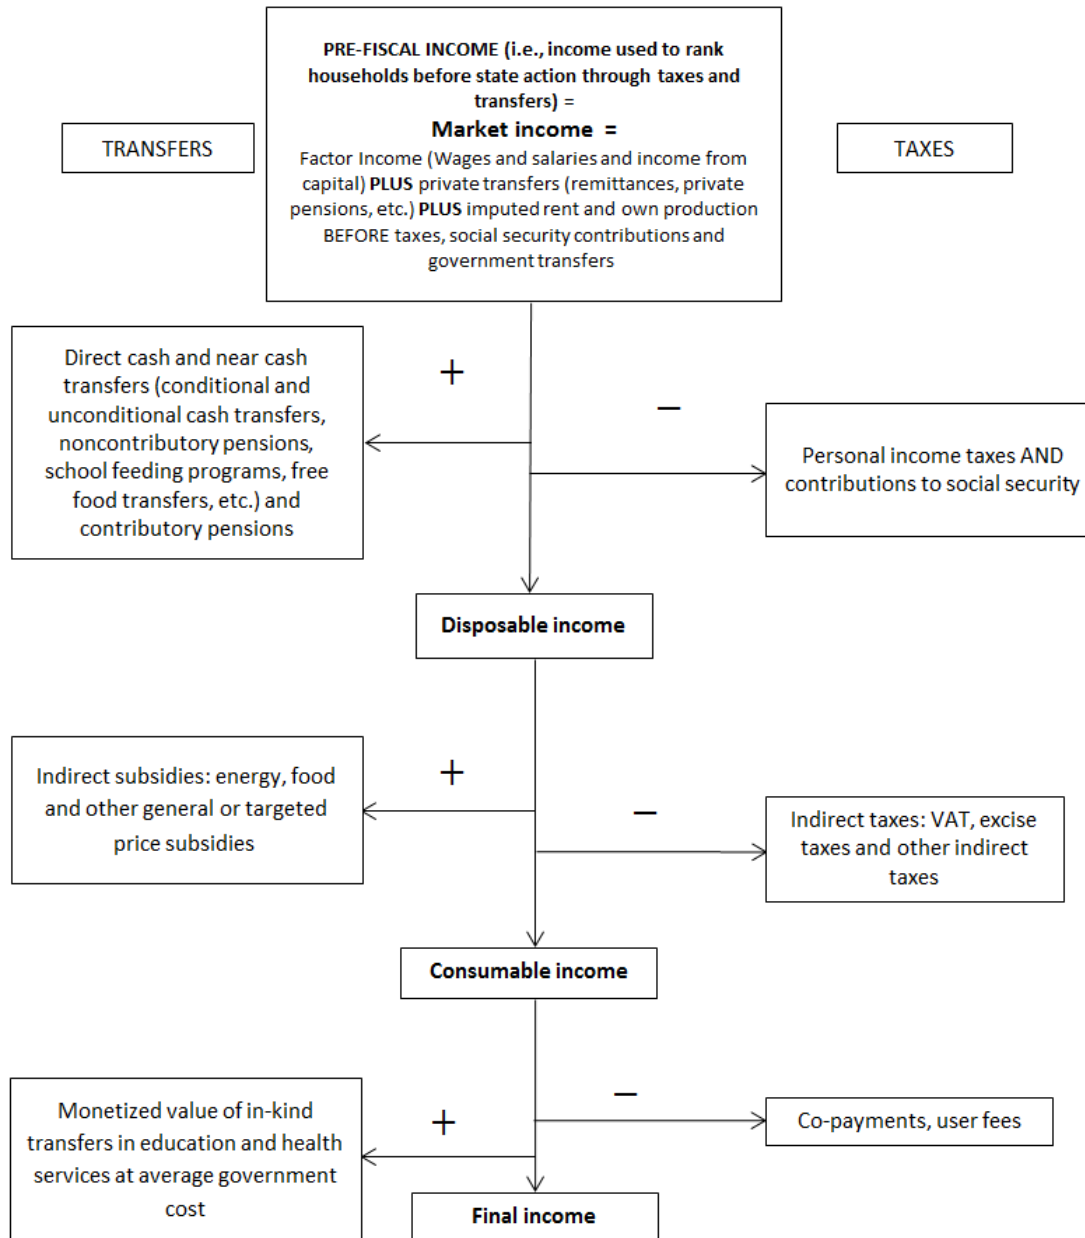 PRE-FISCAL INCOME (i.e., income used to rank
households before state action through taxes and
transfers) =
Market income =
Factor Income (Wages and salaries and income from
capital) PLUS private transfers (remittances, private
pensions, etc.) PLUS imputed rent and own production
BEFORE taxes, social security contributions and
government transfers
TRANSFERS
TAXES
Direct cash and near cash
transfers (conditional and
unconditional cash transfers,
noncontributory pensions,
school feeding programs, free
food transfers, etc.) and
contributory pensions
+
−
Personal income taxes AND
contributions to social security
Disposable income
Indirect subsidies: energy, food
and other general or targeted
price subsidies
+
−
Indirect taxes: VAT, excise
taxes and other indirect
taxes
Consumable income
Monetized value of in-kind
transfers in education and health
services at average government
cost
+
−
Co-payments, user fees
Final income